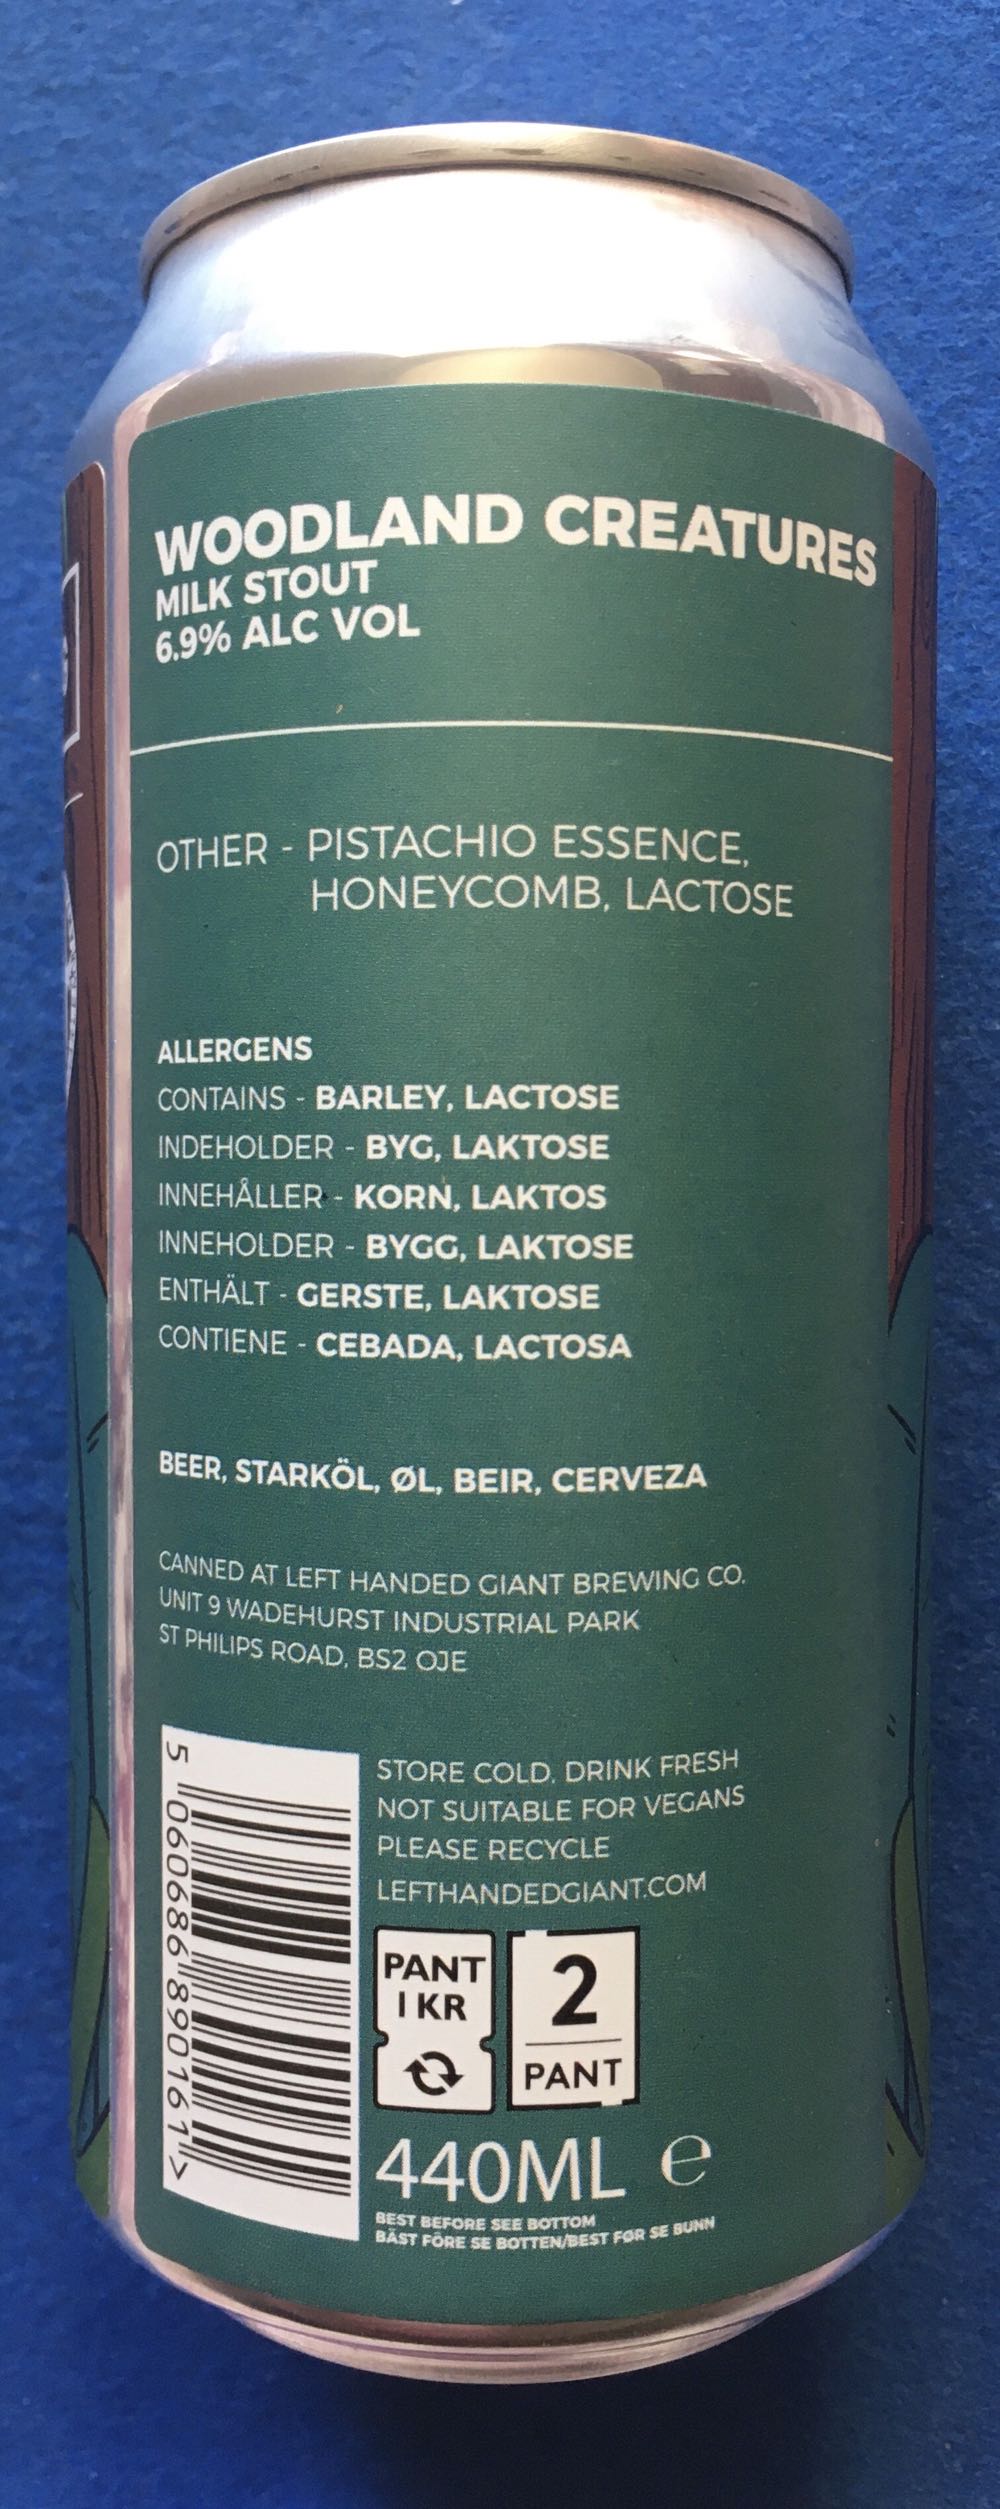 WOODLAND CREATURES
MILK STOUT
6.9% ALC VOL
OTHER - PISTACHIO ESSENCE,
HONEYCOMB, LACTOSE
ALLERGENS
CONTAINS - BARLEY, LACTOSE
INDEHOLDER - BYG, LAKTOSE
INNEHÅLLER - KORN, LAKTOS
INNEHOLDER - BYGG, LAKTOSE
ENTHÄLT - GERSTE, LAKTOSE
CONTIENE - CEBADA, LACTOSA
BEER, STARKÖL, ØL, BEIR, CERVEZA
CANNED AT LEFT HANDED GIANT BREWING CO.
UNIT 9 WADEHURST INDUSTRIAL PARK
ST PHILIPS ROAD, BS2 OJE
5 060686 890161 >
STORE COLD. DRINK FRESH
NOT SUITABLE FOR VEGANS
PLEASE RECYCLE
LEFTHANDEDGIANT.COM
PANT
1 KR
2
PANT
440ML e
BEST BEFORE SEE BOTTOM
BÄST FÖRE SE BOTTEN/BEST FØR SE BUNN